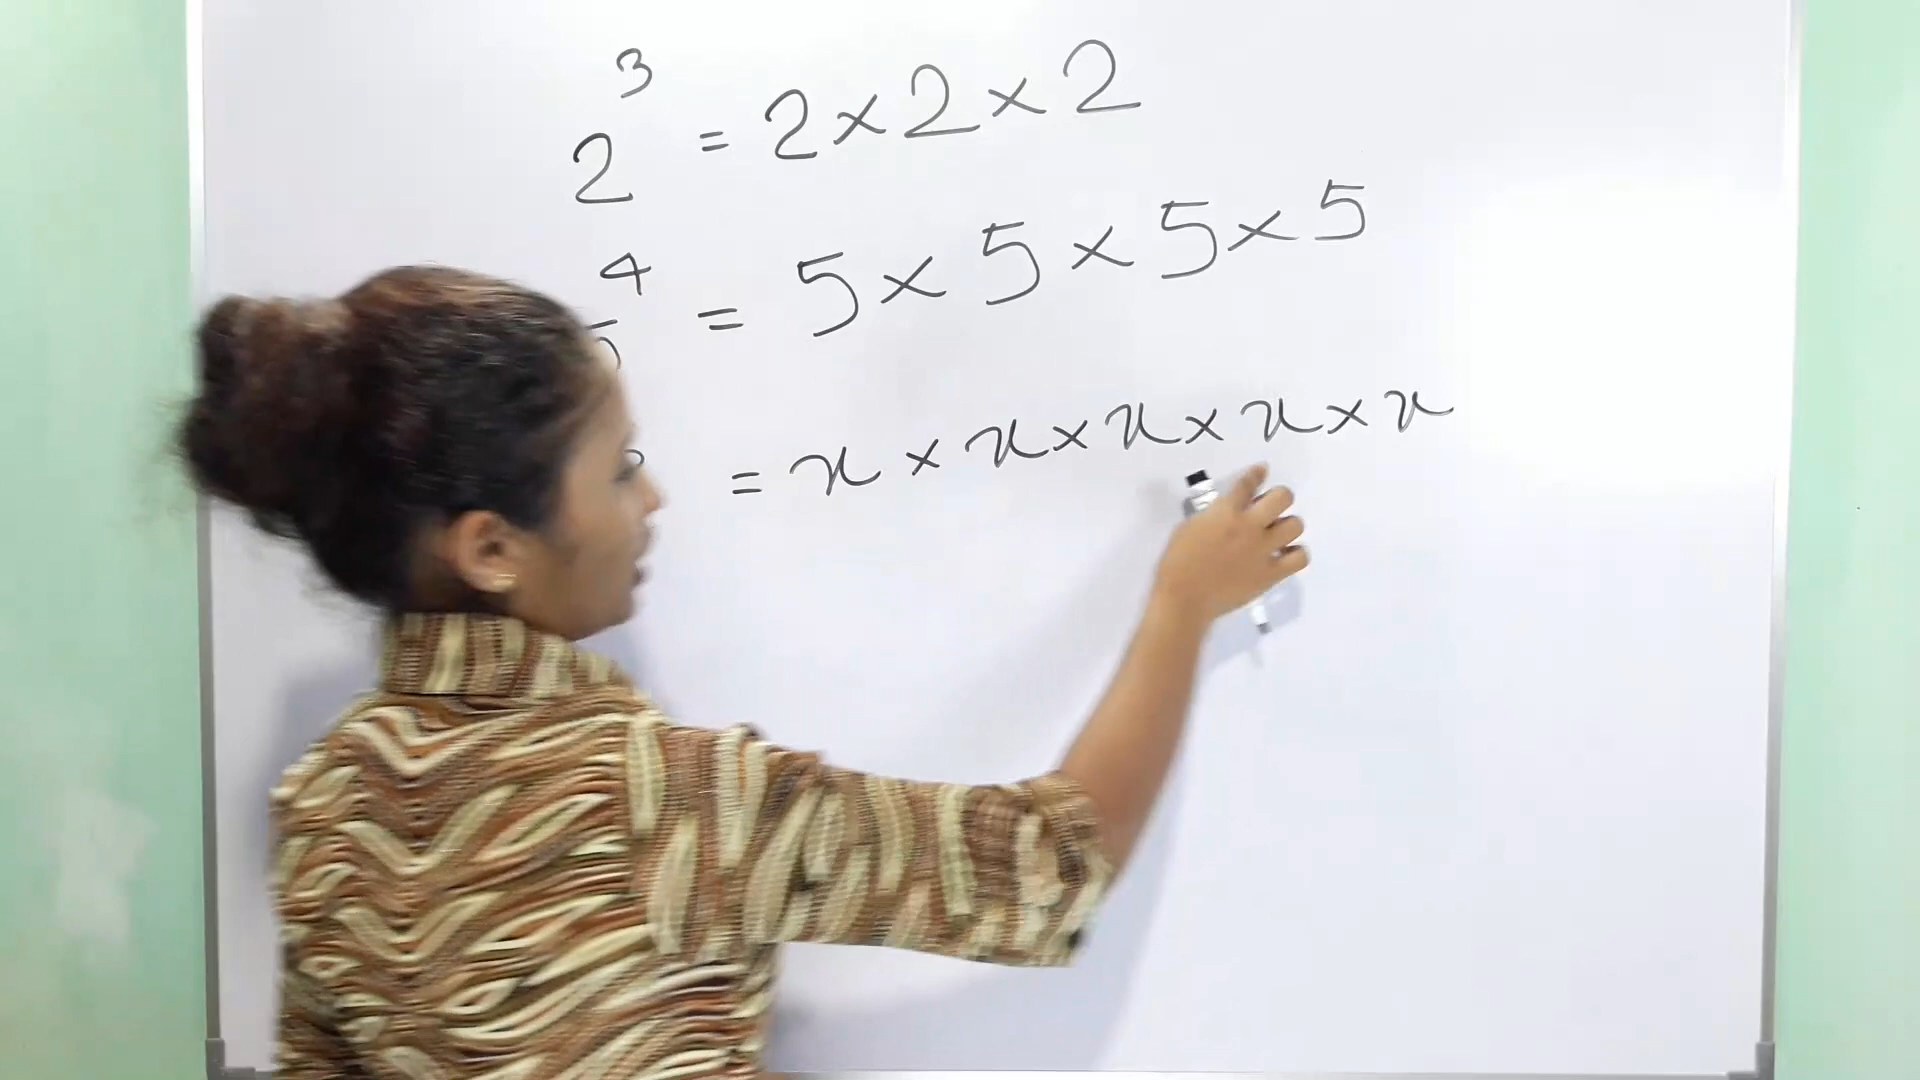 2³ = 2×2×2
5⁴ = 5×5×5×5
= x×x×x×x×x